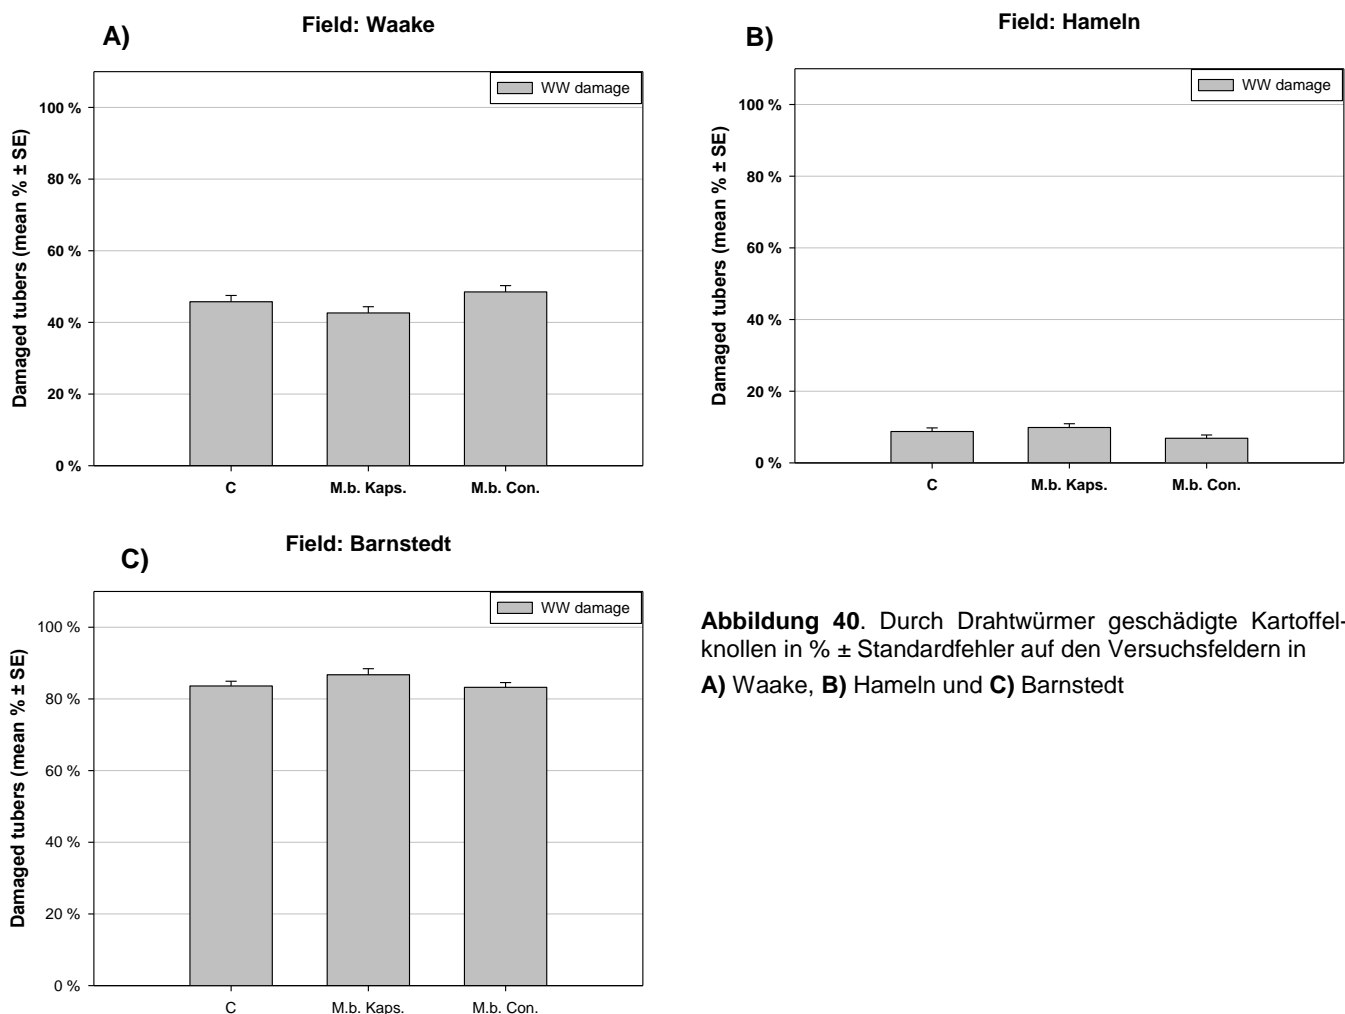 A)
Field: Waake
WW damage
Damaged tubers (mean % ± SE)
100 %
80 %
60 %
40 %
20 %
0 %
C
M.b. Kaps.
M.b. Con.
B)
Field: Hameln
WW damage
Damaged tubers (mean % ± SE)
100 %
80 %
60 %
40 %
20 %
0 %
C
M.b. Kaps.
M.b. Con.
C)
Field: Barnstedt
WW damage
Damaged tubers (mean % ± SE)
100 %
80 %
60 %
40 %
20 %
0 %
C
M.b. Kaps.
M.b. Con.
Abbildung 40. Durch Drahtwürmer geschädigte Kartoffel-
knollen in % ± Standardfehler auf den Versuchsfeldern in
A) Waake, B) Hameln und C) Barnstedt